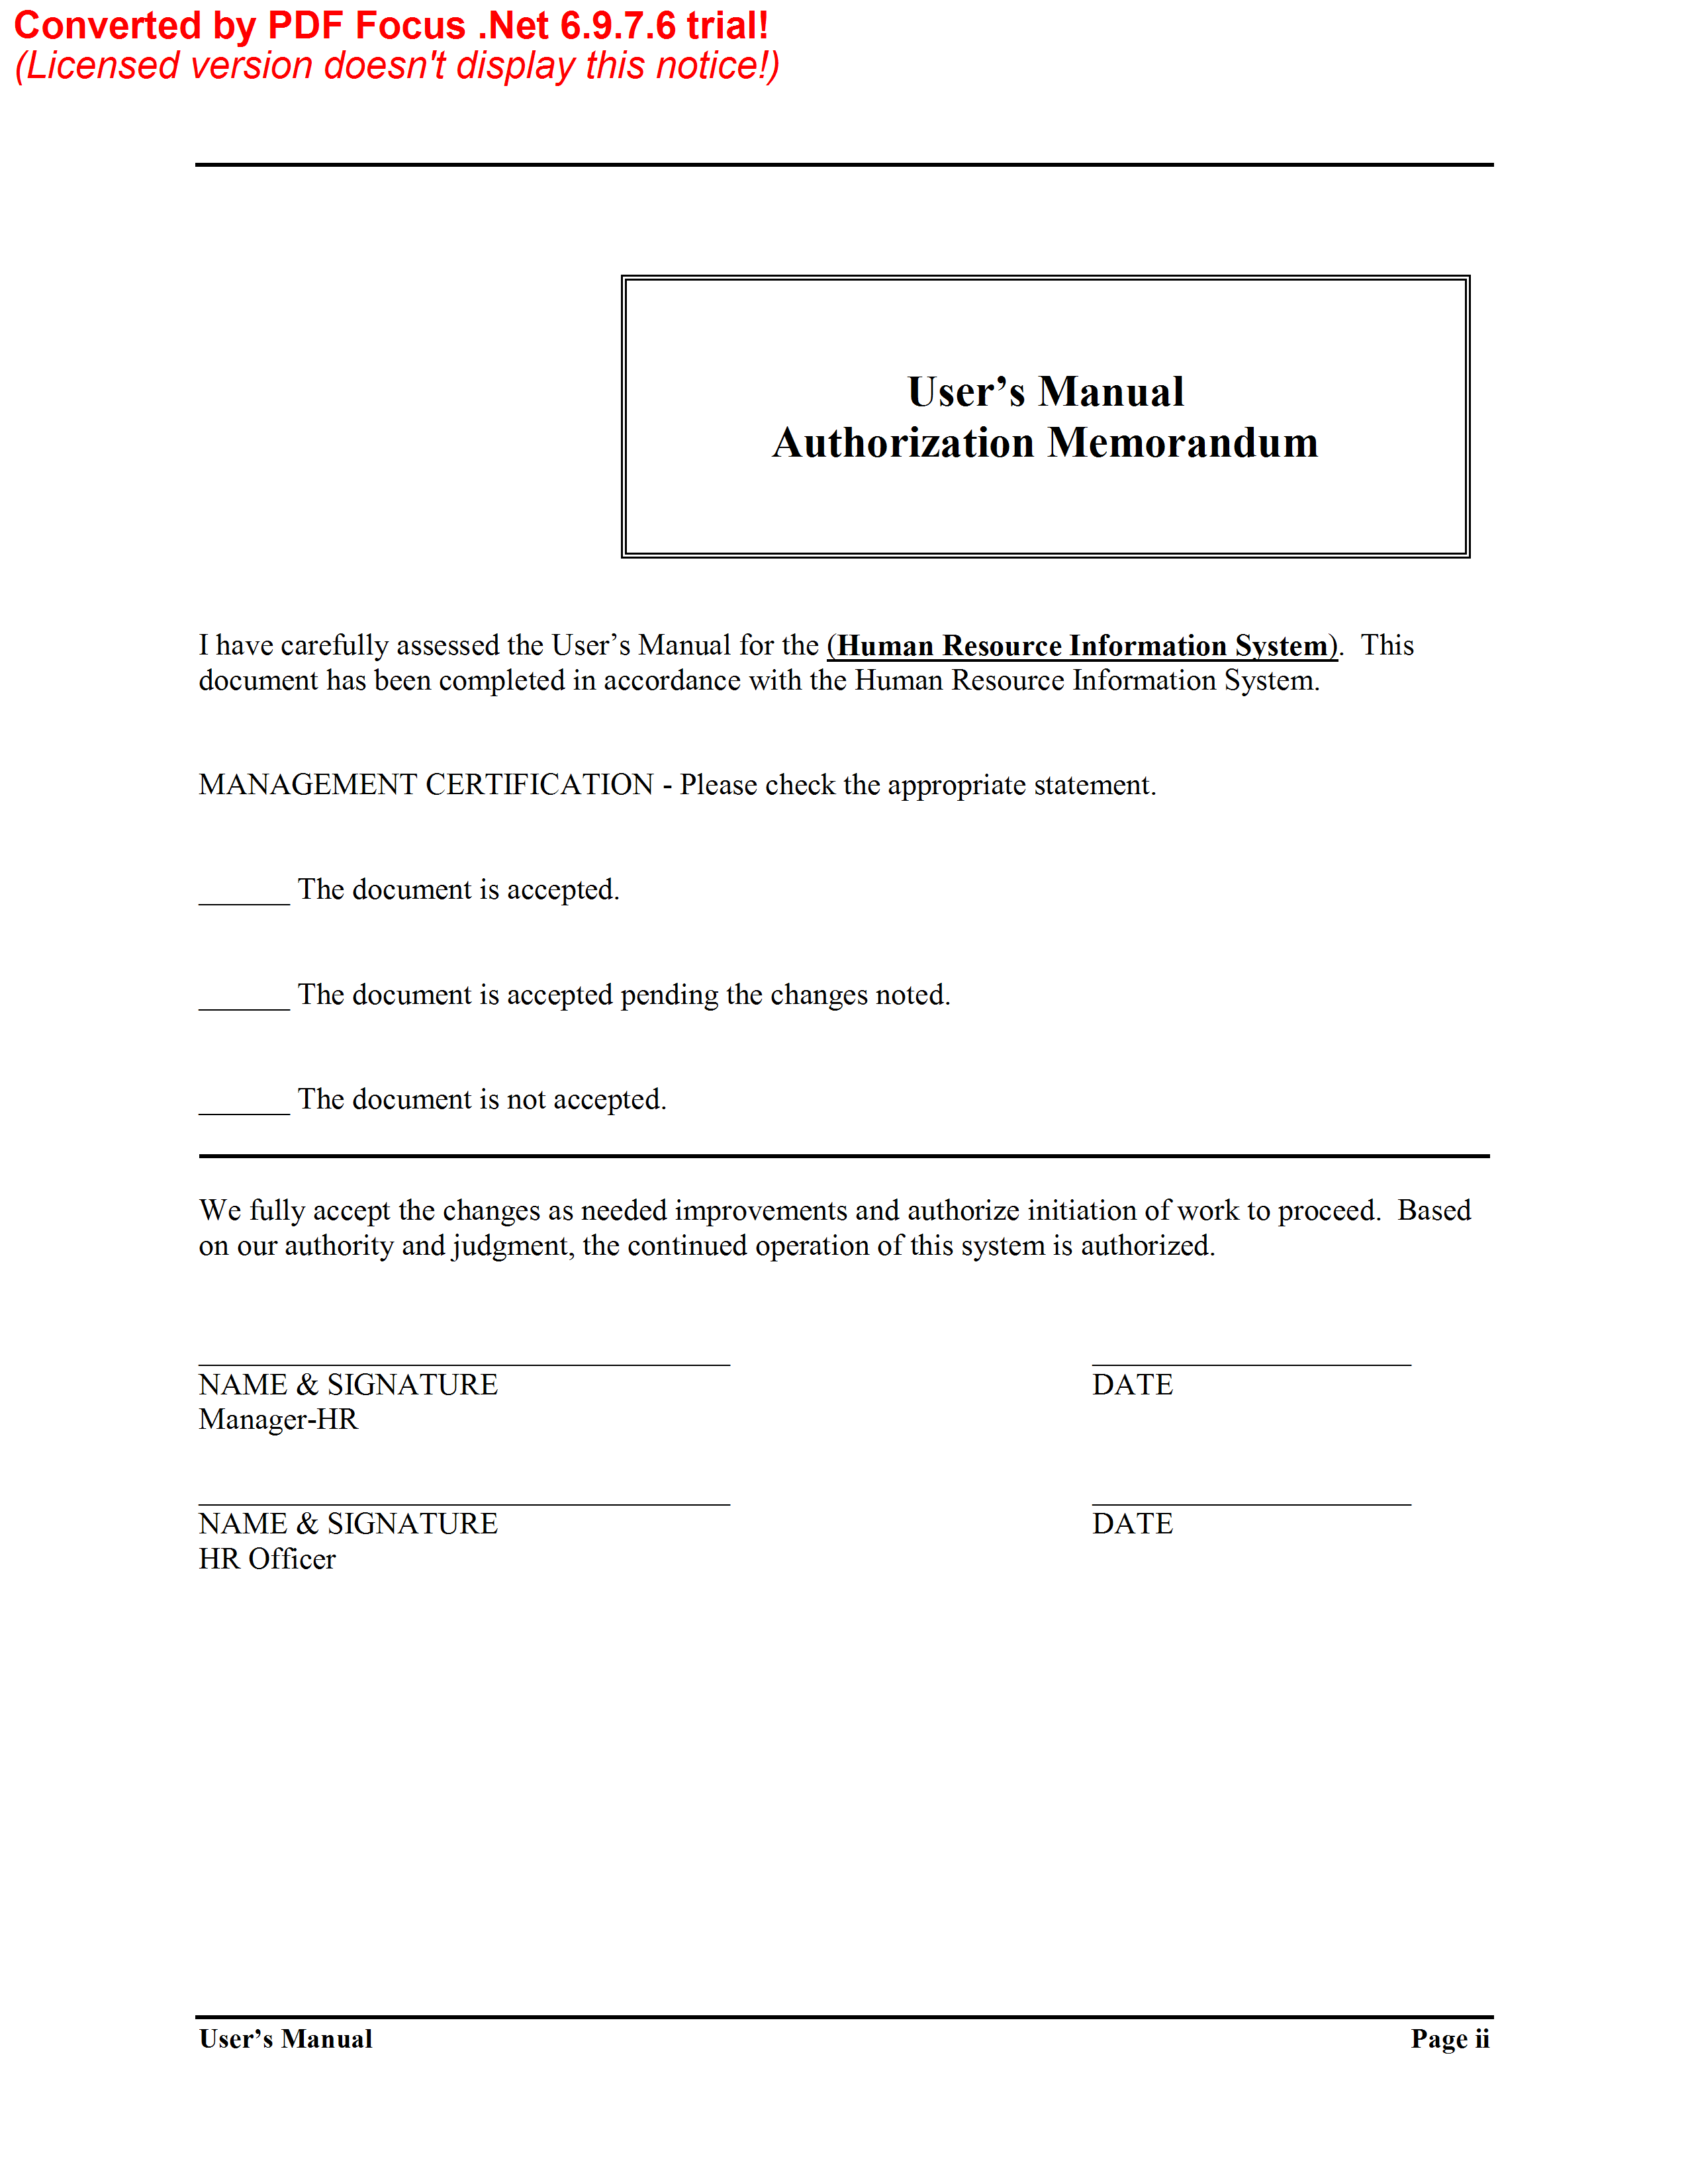 Converted by PDF Focus .Net 6.9.7.6 trial!
(Licensed version doesn't display this notice!)
User’s Manual
Authorization Memorandum
I have carefully assessed the User’s Manual for the (Human Resource Information System).  This
document has been completed in accordance with the Human Resource Information System.
MANAGEMENT CERTIFICATION - Please check the appropriate statement.
______ The document is accepted.
______ The document is accepted pending the changes noted.
______ The document is not accepted.
We fully accept the changes as needed improvements and authorize initiation of work to proceed.  Based
on our authority and judgment, the continued operation of this system is authorized.
NAME & SIGNATURE DATE
Manager-HR
NAME & SIGNATURE DATE
HR Officer
User’s Manual Page ii